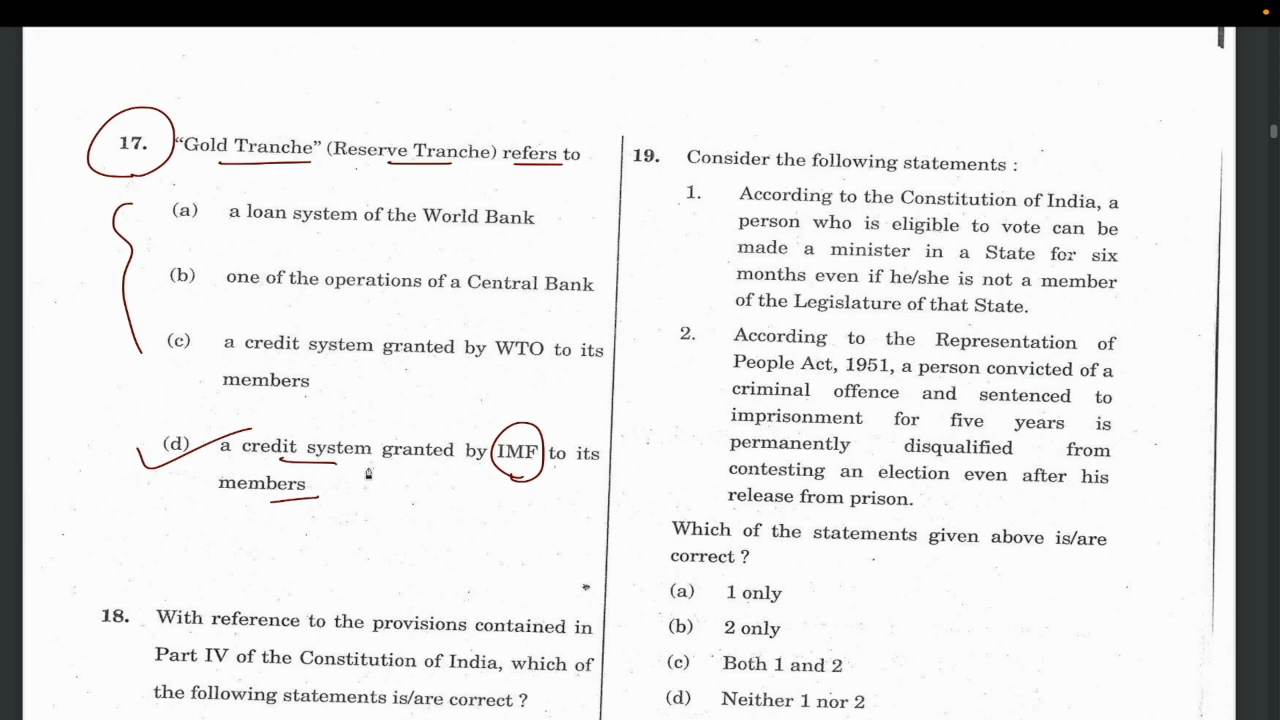 17. "Gold Tranche" (Reserve Tranche) refers to
(a) a loan system of the World Bank
(b) one of the operations of a Central Bank
(c) a credit system granted by WTO to its
members
(d) a credit system granted by IMF to its
members
18. With reference to the provisions contained in
Part IV of the Constitution of India, which of
the following statements is/are correct ?
19. Consider the following statements :
1. According to the Constitution of India, a
person who is eligible to vote can be
made a minister in a State for six
months even if he/she is not a member
of the Legislature of that State.
2. According to the Representation of
People Act, 1951, a person convicted of a
criminal offence and sentenced to
imprisonment for five years is
permanently disqualified from
contesting an election even after his
release from prison.
Which of the statements given above is/are
correct ?
(a) 1 only
(b) 2 only
(c) Both 1 and 2
(d) Neither 1 nor 2